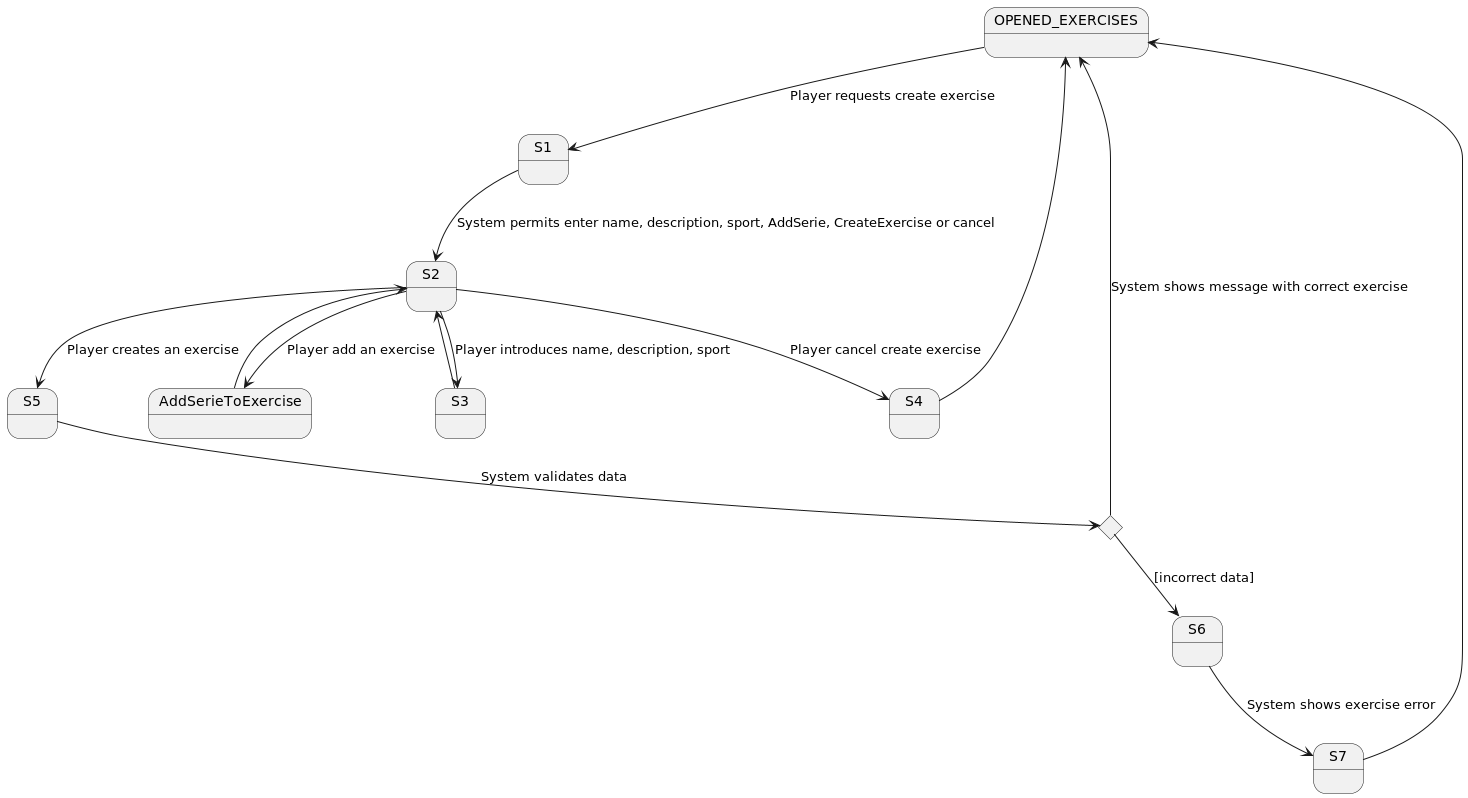 OPENED_EXERCISES
Player requests create exercise
S1
System permits enter name, description, sport, AddSerie, CreateExercise or cancel
S2
System shows message with correct exercise
Player creates an exercise
Player add an exercise
Player introduces name, description, sport
Player cancel create exercise
S5
AddSerieToExercise
S3
S4
System validates data
[incorrect data]
S6
System shows exercise error
S7